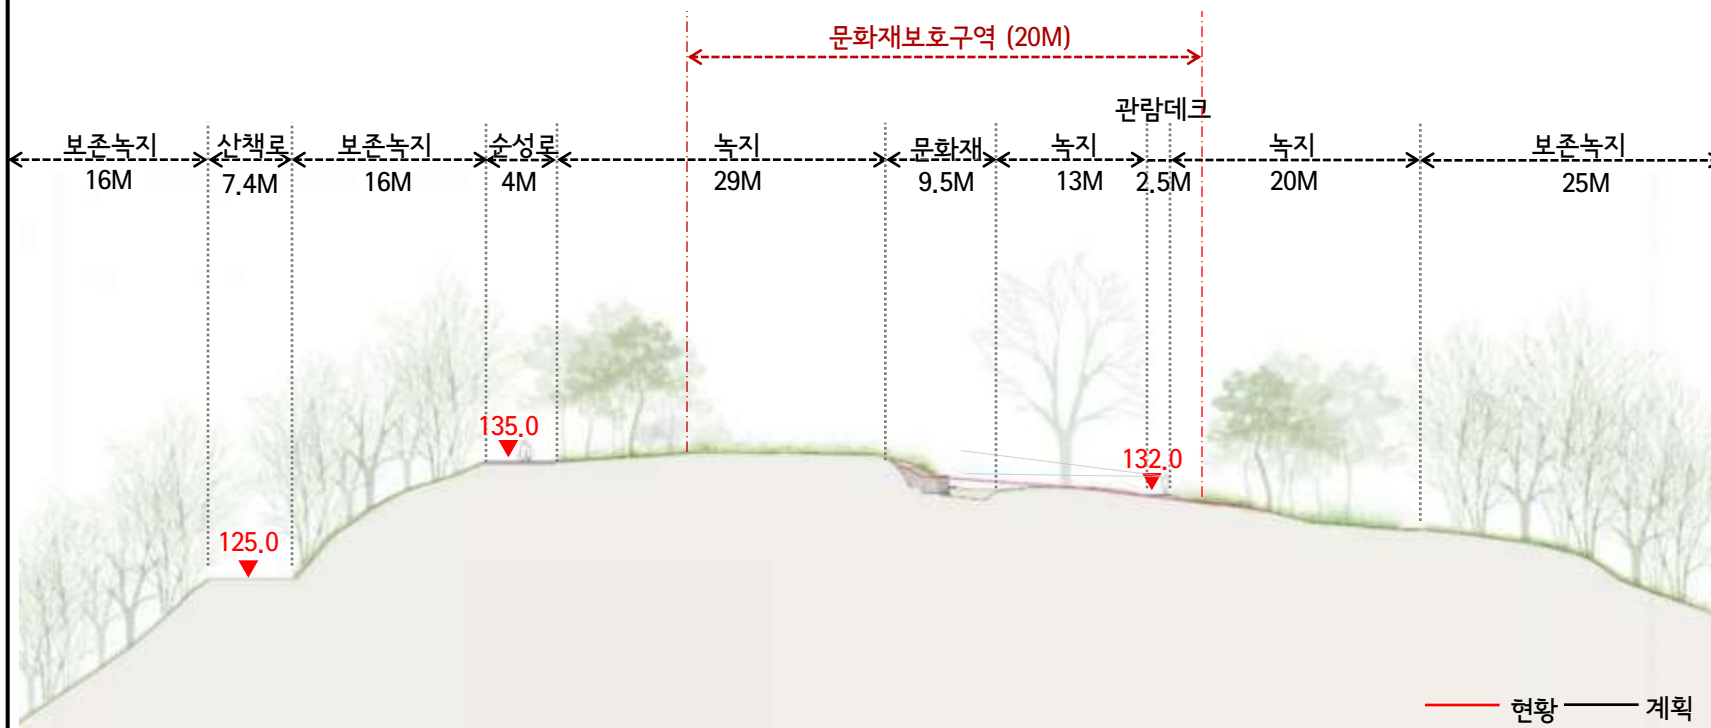 문화재보호구역 (20M)
관람데크
보존녹지 산책로 보존녹지 순성로 녹지 문화재 녹지 녹지 보존녹지
16M 7.4M 16M 4M 29M 9.5M 13M 2.5M 20M 25M
135.0
132.0
125.0
현황 계획